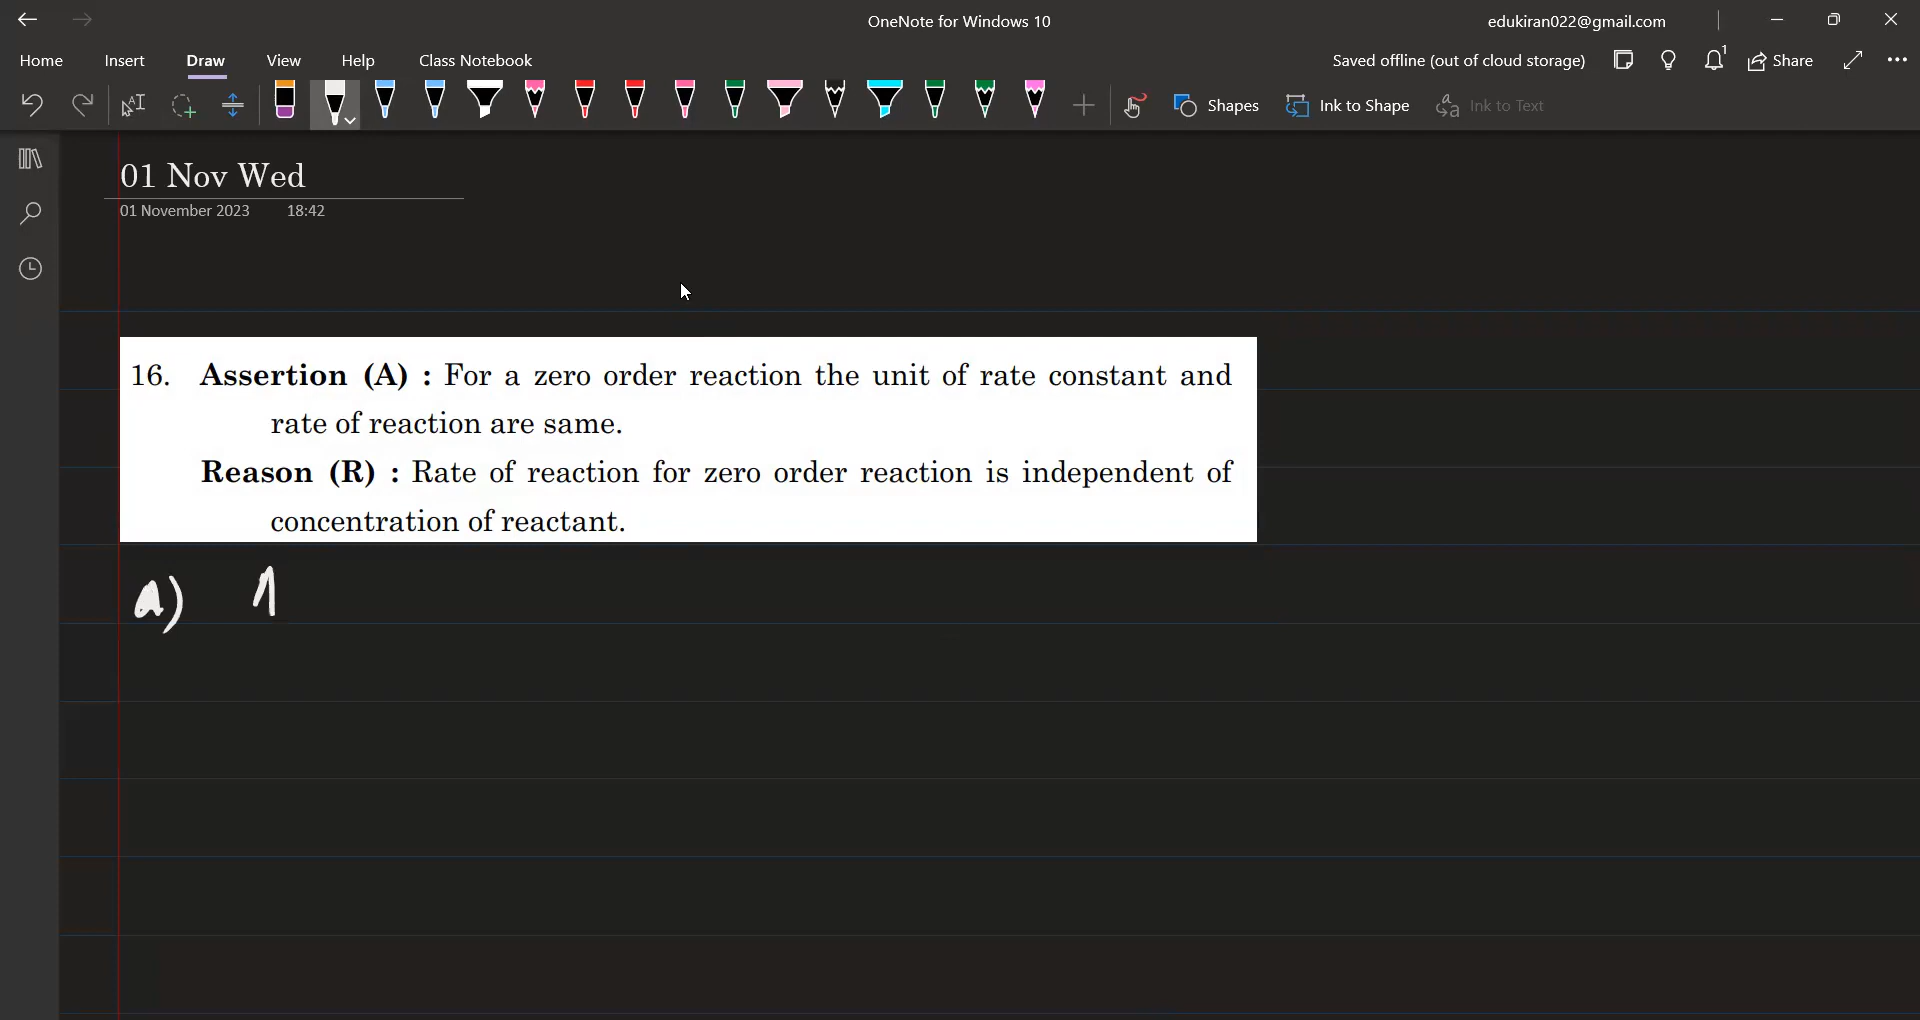 OneNote for Windows 10
edukiran022@gmail.com
Home Insert Draw View Help Class Notebook
Saved offline (out of cloud storage)
1
Share
Shapes
Ink to Shape
Ink to Text
01 Nov Wed
01 November 2023 18:42
16. Assertion (A) : For a zero order reaction the unit of rate constant and
rate of reaction are same.
Reason (R) : Rate of reaction for zero order reaction is independent of
concentration of reactant.
a) 1